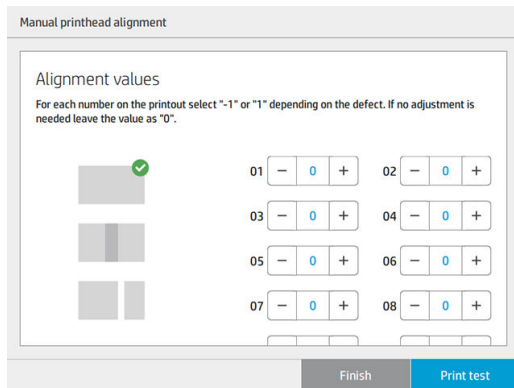 Manual printhead alignment
Alignment values
For each number on the printout select "-1" or "1" depending on the defect. If no adjustment is
needed leave the value as "0".
01 − 0 + 02 − 0 +
03 − 0 + 04 − 0 +
05 − 0 + 06 − 0 +
07 − 0 + 08 − 0 +
Finish Print test